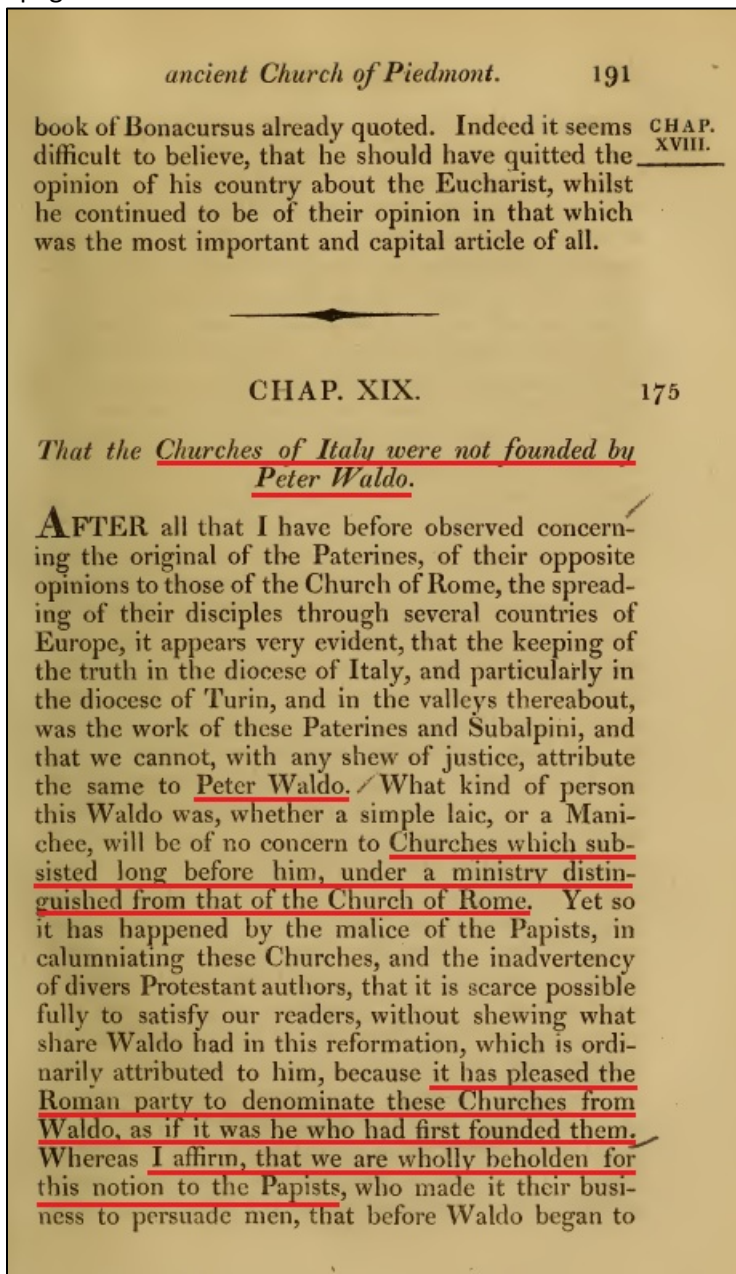 ancient Church of Piedmont. 191
book of Bonacursus already quoted. Indeed it seems CHAP.
difficult to believe, that he should have quitted the XVIII.
opinion of his country about the Eucharist, whilst
he continued to be of their opinion in that which
was the most important and capital article of all.
CHAP. XIX. 175
That the Churches of Italy were not founded by
Peter Waldo.
AFTER all that I have before observed concern-
ing the original of the Paterines, of their opposite
opinions to those of the Church of Rome, the spread-
ing of their disciples through several countries of
Europe, it appears very evident, that the keeping of
the truth in the diocese of Italy, and particularly in
the diocese of Turin, and in the valleys thereabout,
was the work of these Paterines and Subalpini, and
that we cannot, with any shew of justice, attribute
the same to Peter Waldo. What kind of person
this Waldo was, whether a simple laic, or a Mani-
chee, will be of no concern to Churches which sub-
sisted long before him, under a ministry distin-
guished from that of the Church of Rome. Yet so
it has happened by the malice of the Papists, in
calumniating these Churches, and the inadvertency
of divers Protestant authors, that it is scarce possible
fully to satisfy our readers, without shewing what
share Waldo had in this reformation, which is ordi-
narily attributed to him, because it has pleased the
Roman party to denominate these Churches from
Waldo, as if it was he who had first founded them.
Whereas I affirm, that we are wholly beholden for
this notion to the Papists, who made it their busi-
ness to persuade men, that before Waldo began to